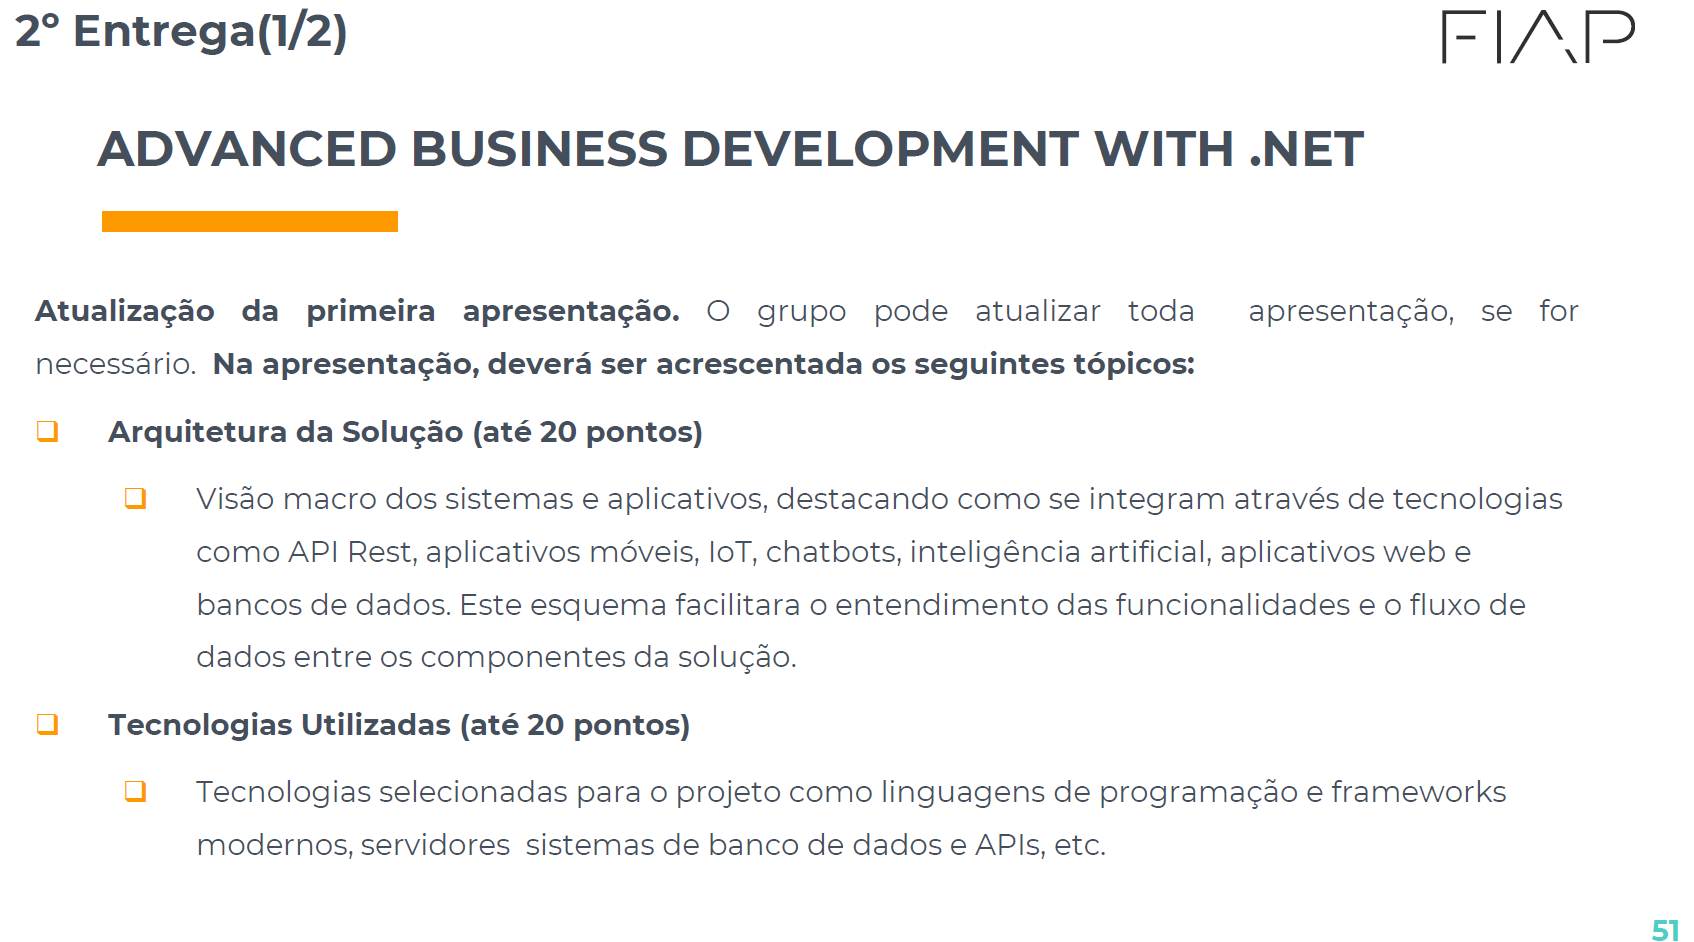 2º Entrega(1/2)
FIAP
ADVANCED BUSINESS DEVELOPMENT WITH .NET
Atualização da primeira apresentação. O grupo pode atualizar toda apresentação, se for
necessário. Na apresentação, deverá ser acrescentada os seguintes tópicos:
Arquitetura da Solução (até 20 pontos)
Visão macro dos sistemas e aplicativos, destacando como se integram através de tecnologias
como API Rest, aplicativos móveis, IoT, chatbots, inteligência artificial, aplicativos web e
bancos de dados. Este esquema facilitara o entendimento das funcionalidades e o fluxo de
dados entre os componentes da solução.
Tecnologias Utilizadas (até 20 pontos)
Tecnologias selecionadas para o projeto como linguagens de programação e frameworks
modernos, servidores sistemas de banco de dados e APIs, etc.
51